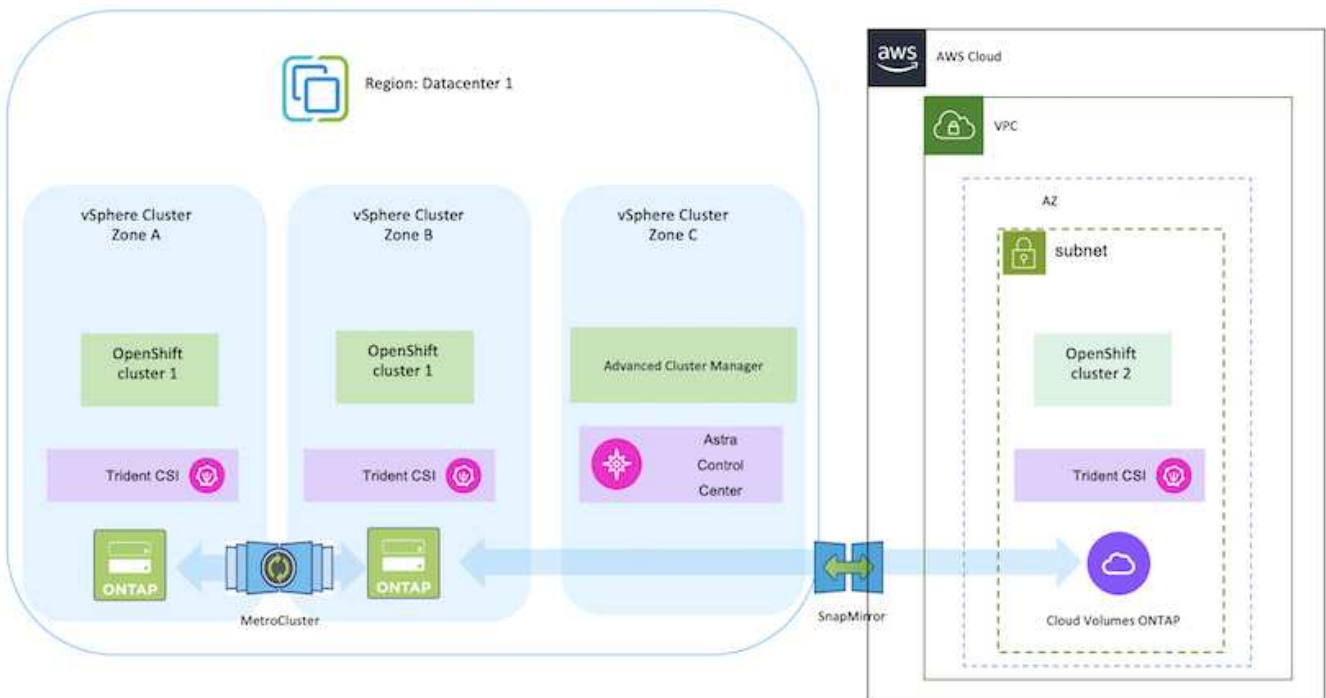 Region: Datacenter 1
aws
AWS Cloud
VPC
AZ
subnet
vSphere Cluster
Zone A
vSphere Cluster
Zone B
vSphere Cluster
Zone C
OpenShift
cluster 1
OpenShift
cluster 1
Advanced Cluster Manager
OpenShift
cluster 2
Trident CSI
Trident CSI
Astra
Control
Center
Trident CSI
ONTAP
ONTAP
MetroCluster
SnapMirror
Cloud Volumes ONTAP